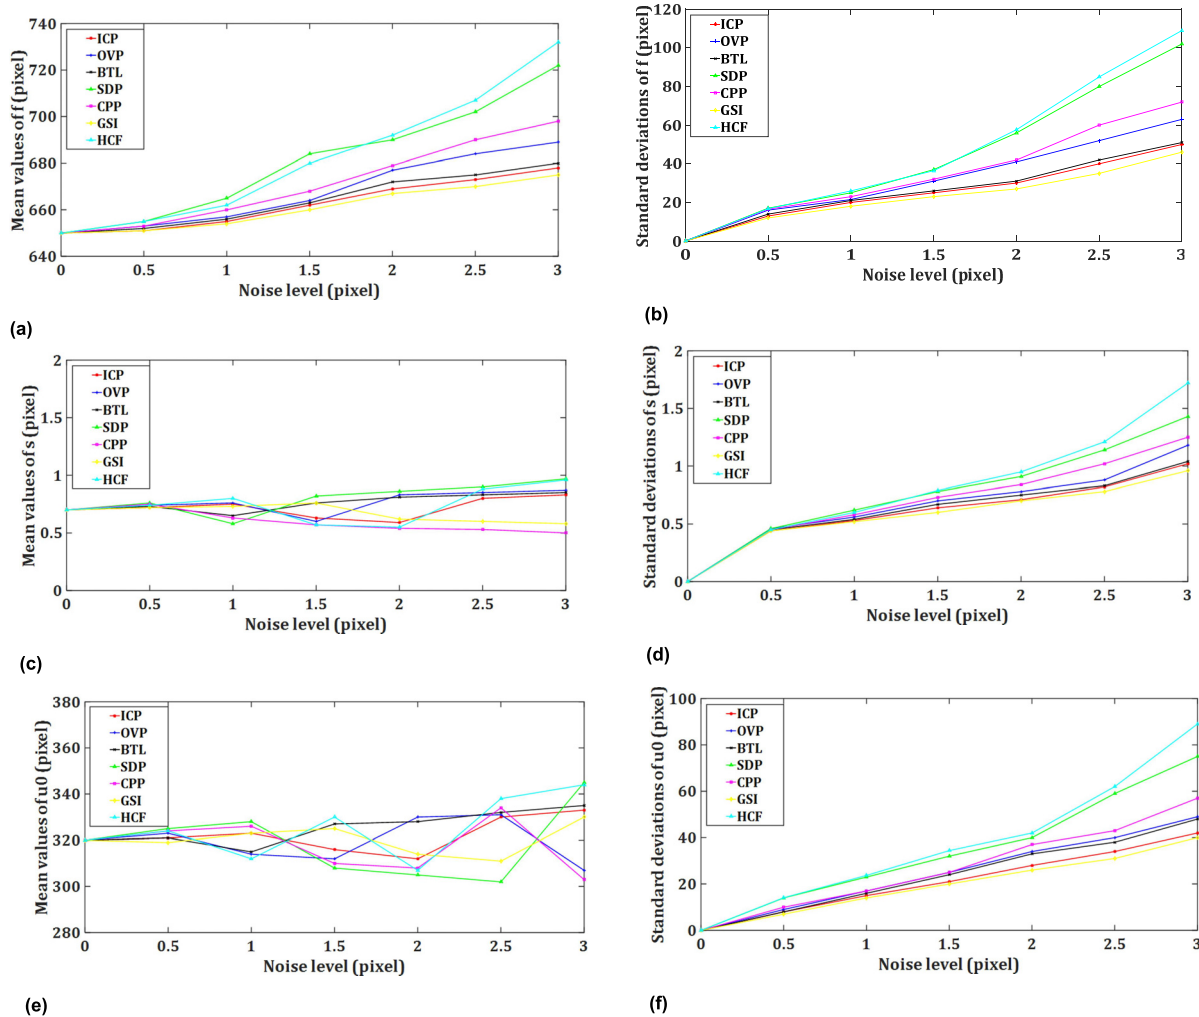 Mean values of f (pixel)
740
720
700
680
660
640
ICP
OVP
BTL
SDP
CPP
GSI
HCF
0 0.5 1 1.5 2 2.5 3
Noise level (pixel)
(a)
Standard deviations of f (pixel)
120
100
80
60
40
20
0
ICP
OVP
BTL
SDP
CPP
GSI
HCF
0 0.5 1 1.5 2 2.5 3
Noise level (pixel)
(b)
Mean values of s (pixel)
2
1.5
1
0.5
0
ICP
OVP
BTL
SDP
CPP
GSI
HCF
0 0.5 1 1.5 2 2.5 3
Noise level (pixel)
(c)
Standard deviations of s (pixel)
2
1.5
1
0.5
0
ICP
OVP
BTL
SDP
CPP
GSI
HCF
0 0.5 1 1.5 2 2.5 3
Noise level (pixel)
(d)
Mean values of u0 (pixel)
380
360
340
320
300
280
ICP
OVP
BTL
SDP
CPP
GSI
HCF
0 0.5 1 1.5 2 2.5 3
Noise level (pixel)
(e)
Standard deviations of u0 (pixel)
100
80
60
40
20
0
ICP
OVP
BTL
SDP
CPP
GSI
HCF
0 0.5 1 1.5 2 2.5 3
Noise level (pixel)
(f)